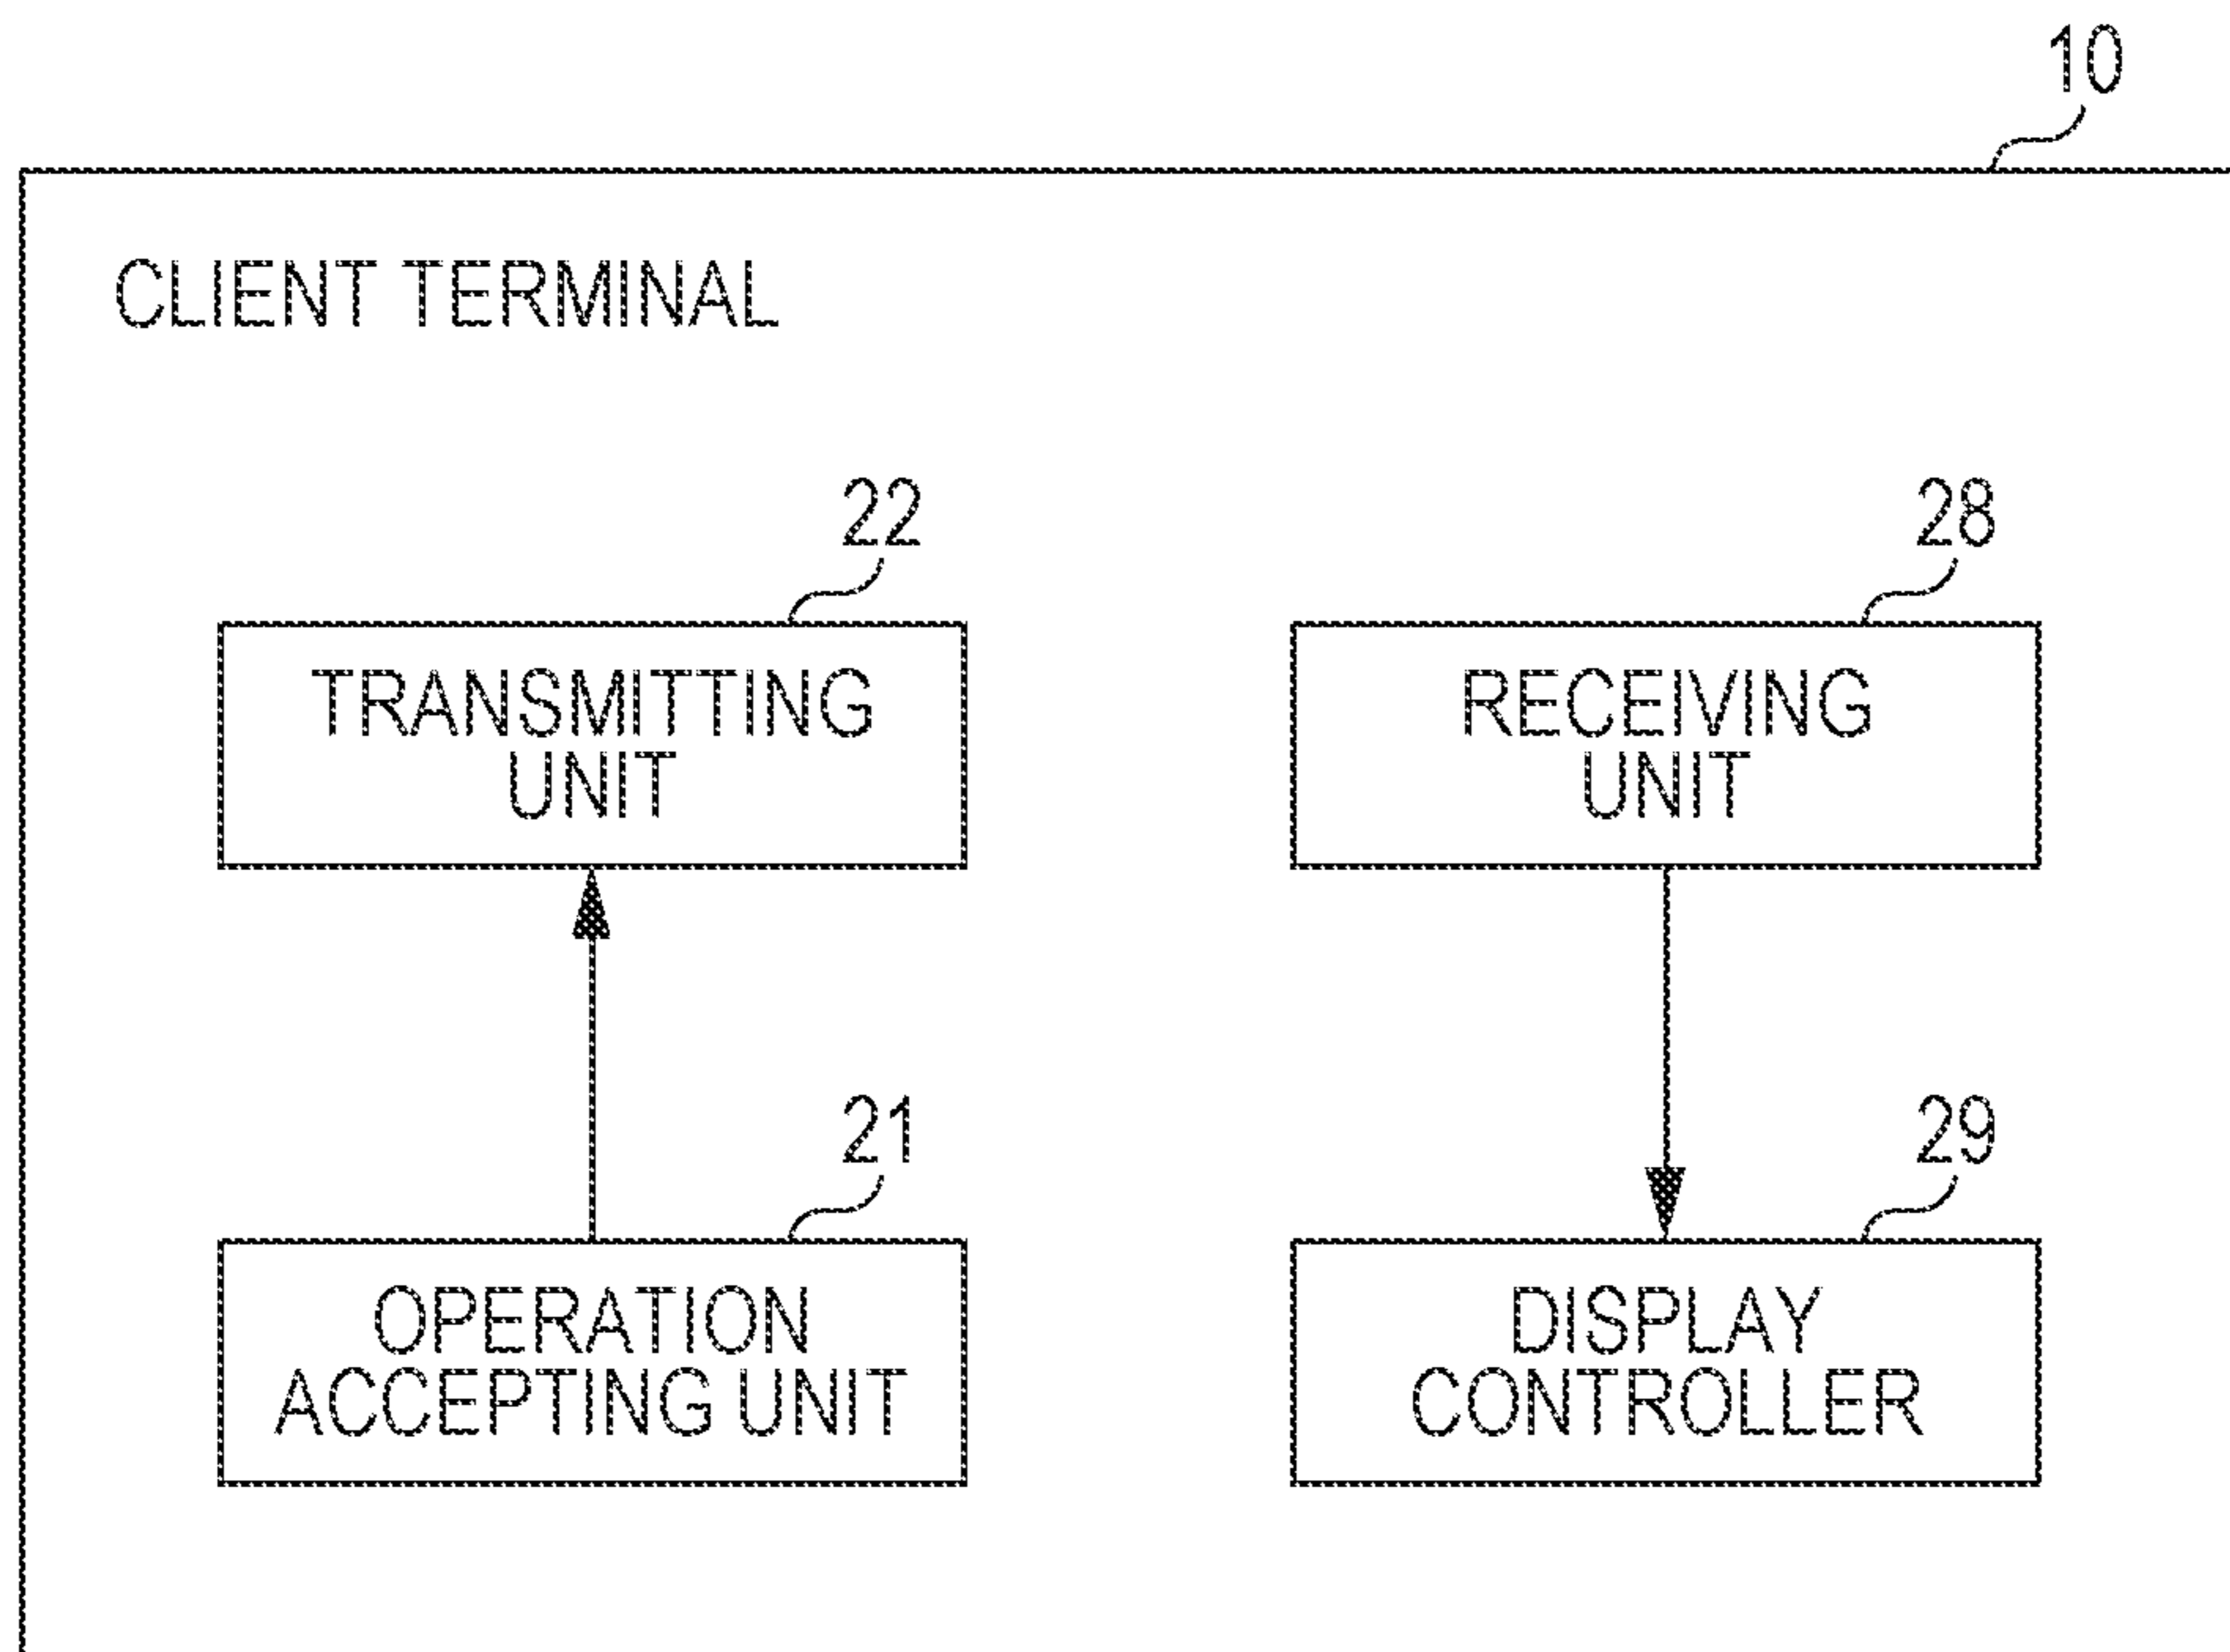 10
CLIENT TERMINAL
22
28
TRANSMITTING
UNIT
RECEIVING
UNIT
21
29
OPERATION
ACCEPTING UNIT
DISPLAY
CONTROLLER